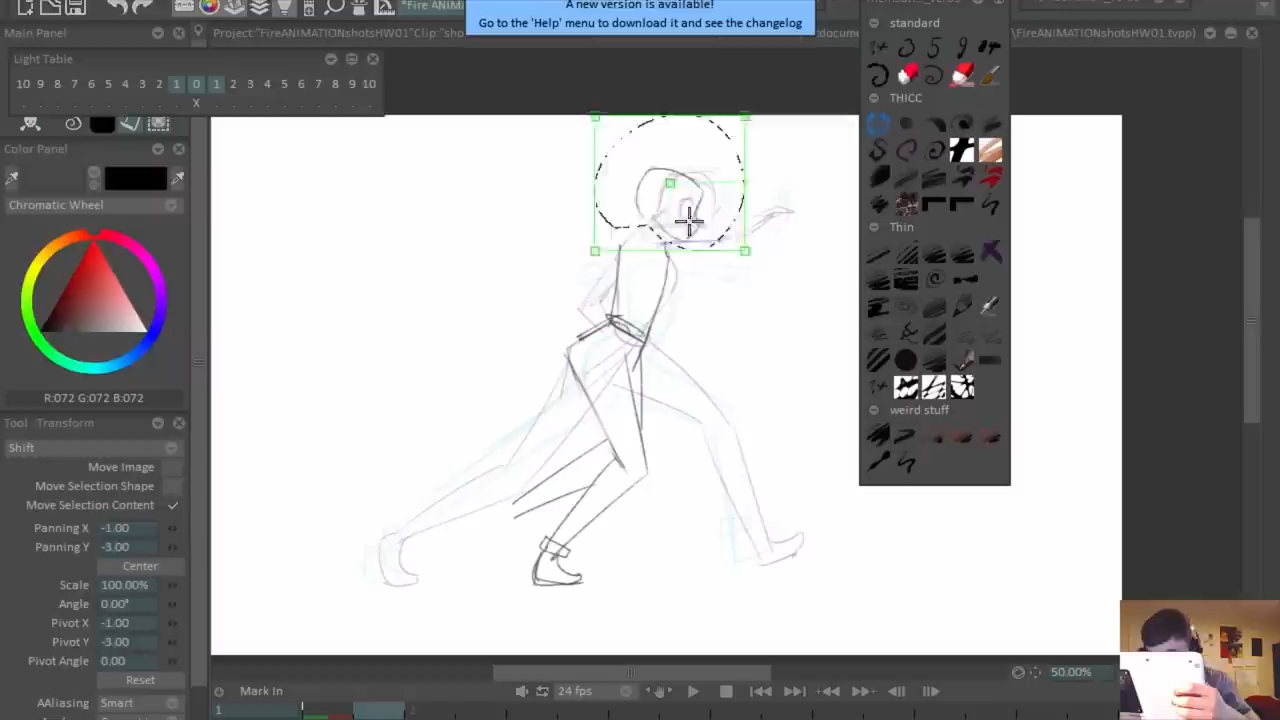 "Fire ANIM
A new version is available!
Go to the 'Help' menu to download it and see the changelog
Main Panel
Project:"FireANIMATIONshotsHW01"Clip:"sho
docume
\FireANIMATIONshotsHW01.tvpp)
Light Table
10 9 8 7 6 5 4 3 2 1 0 1 2 3 4 5 6 7 8 9 10
X
standard
THICC
Thin
weird stuff
Color Panel
Chromatic Wheel
R:072 G:072 B:072
Tool Transform
Shift
Move Image
Move Selection Shape
Move Selection Content
Panning X -1.00
Panning Y -3.00
Center
Scale 100.00%
Angle 0.00°
Pivot X -1.00
Pivot Y -3.00
Pivot Angle 0.00
Reset
AAliasing Smart
50.00%
Mark In
24 fps
1